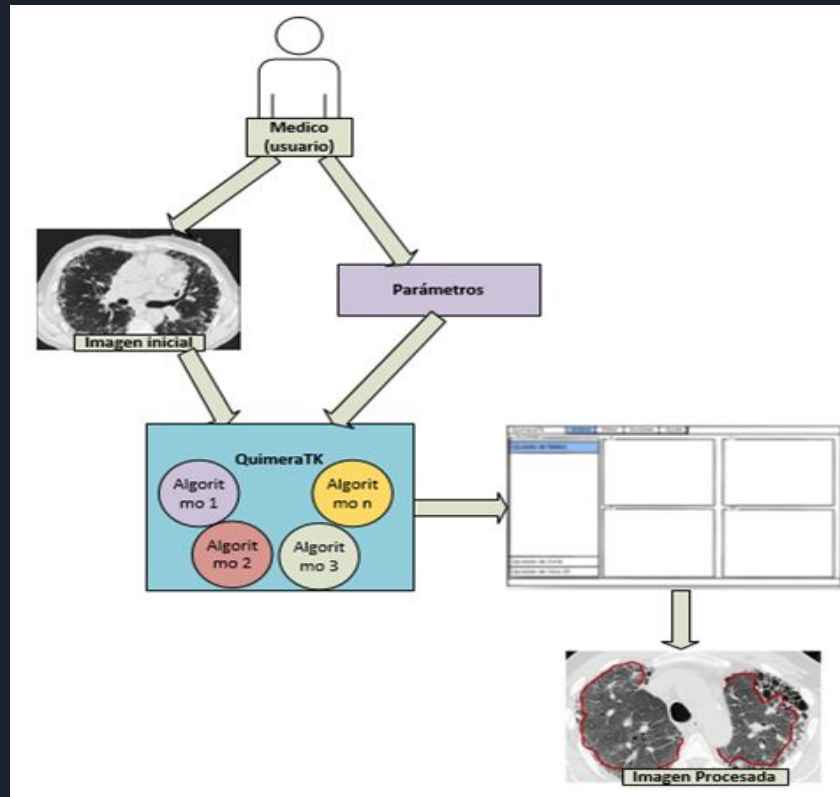 Medico
(usuario)
Parámetros
Imagen inicial
QuimeraTK
Algorit
mo 1
Algorit
mo n
Algorit
mo 2
Algorit
mo 3
Imagen Procesada